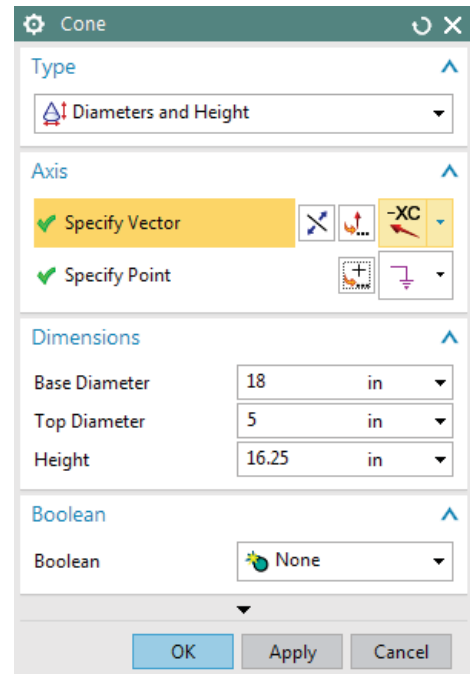 Cone
Type
Diameters and Height
Axis
Specify Vector
-XC
Specify Point
Dimensions
Base Diameter 18 in
Top Diameter 5 in
Height 16.25 in
Boolean
Boolean None
OK Apply Cancel